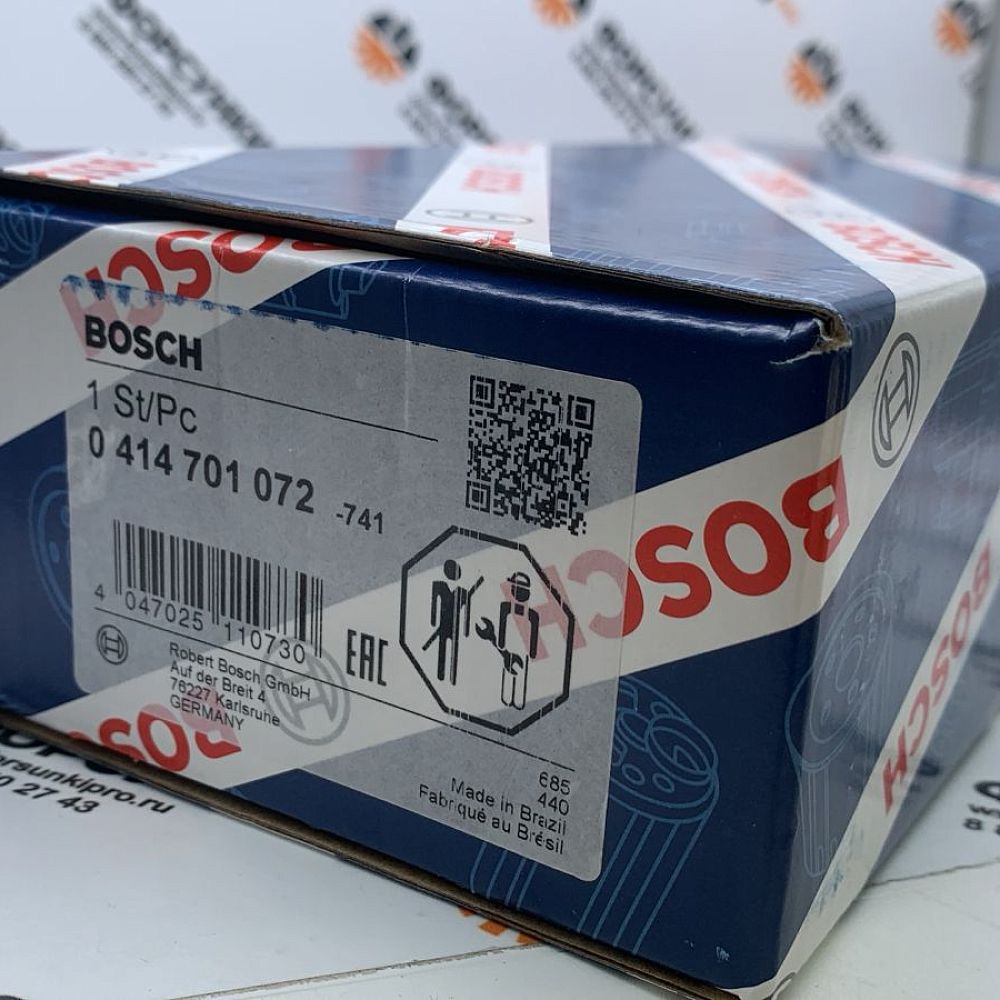 BOSCH
BOSCH
1 St/Pc
0 414 701 072 -741
4 047025 110730
EAC
Robert Bosch GmbH
Auf der Breit 4
76227 Karlsruhe
GERMANY
685
440
Made in Brazil
Fabriqué au Brésil
BOSCH
BOSCH
BOSCH